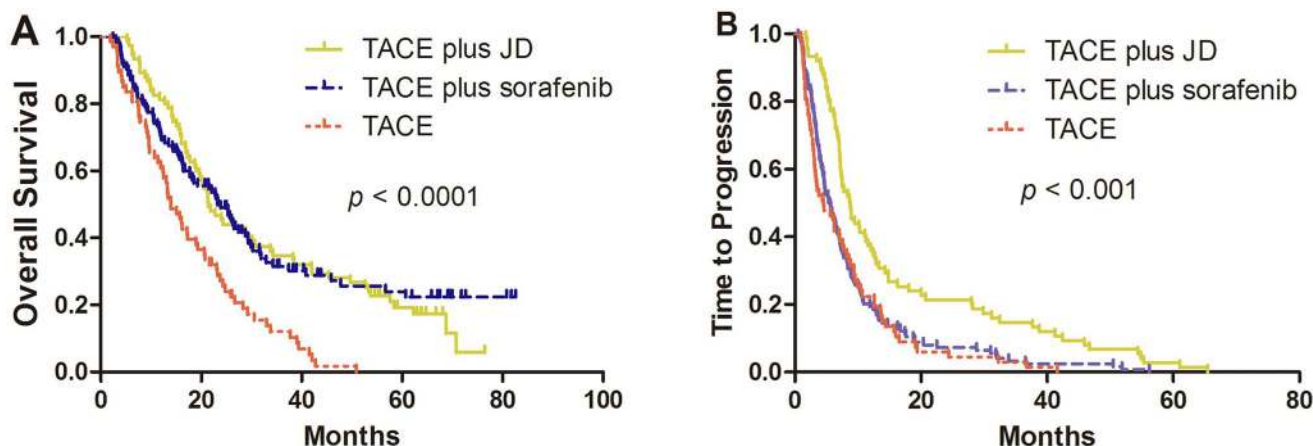 A
Overall Survival
1.0
0.8
0.6
0.4
0.2
0.0
TACE plus JD
TACE plus sorafenib
TACE
p < 0.0001
0 20 40 60 80 100
Months
B
Time to Progression
1.0
0.8
0.6
0.4
0.2
0.0
TACE plus JD
TACE plus sorafenib
TACE
p < 0.001
0 20 40 60 80
Months